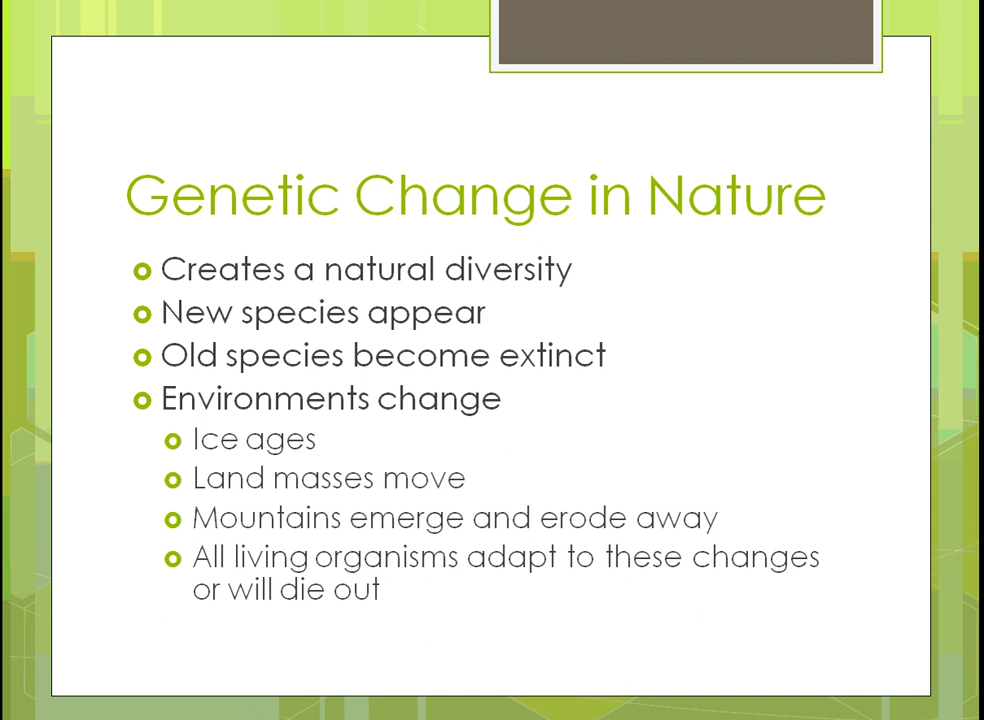 Genetic Change in Nature
Creates a natural diversity
New species appear
Old species become extinct
Environments change
Ice ages
Land masses move
Mountains emerge and erode away
All living organisms adapt to these changes
or will die out